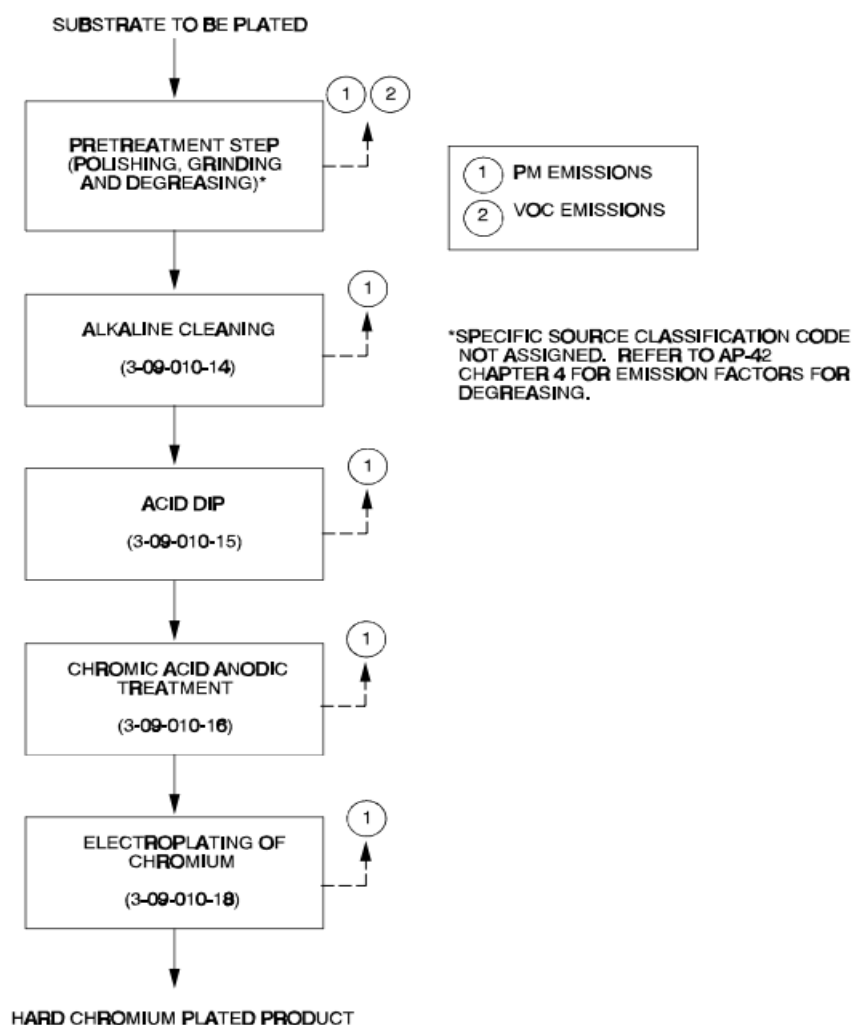 SUBSTRATE TO BE PLATED
1 2
PRETREATMENT STEP
(POLISHING, GRINDING
AND DEGREASING)*
1 PM EMISSIONS
2 VOC EMISSIONS
1
ALKALINE CLEANING
(3-09-010-14)
*SPECIFIC SOURCE CLASSIFICATION CODE
NOT ASSIGNED. REFER TO AP-42
CHAPTER 4 FOR EMISSION FACTORS FOR
DEGREASING.
1
ACID DIP
(3-09-010-15)
1
CHROMIC ACID ANODIC
TREATMENT
(3-09-010-16)
1
ELECTROPLATING OF
CHROMIUM
(3-09-010-18)
HARD CHROMIUM PLATED PRODUCT